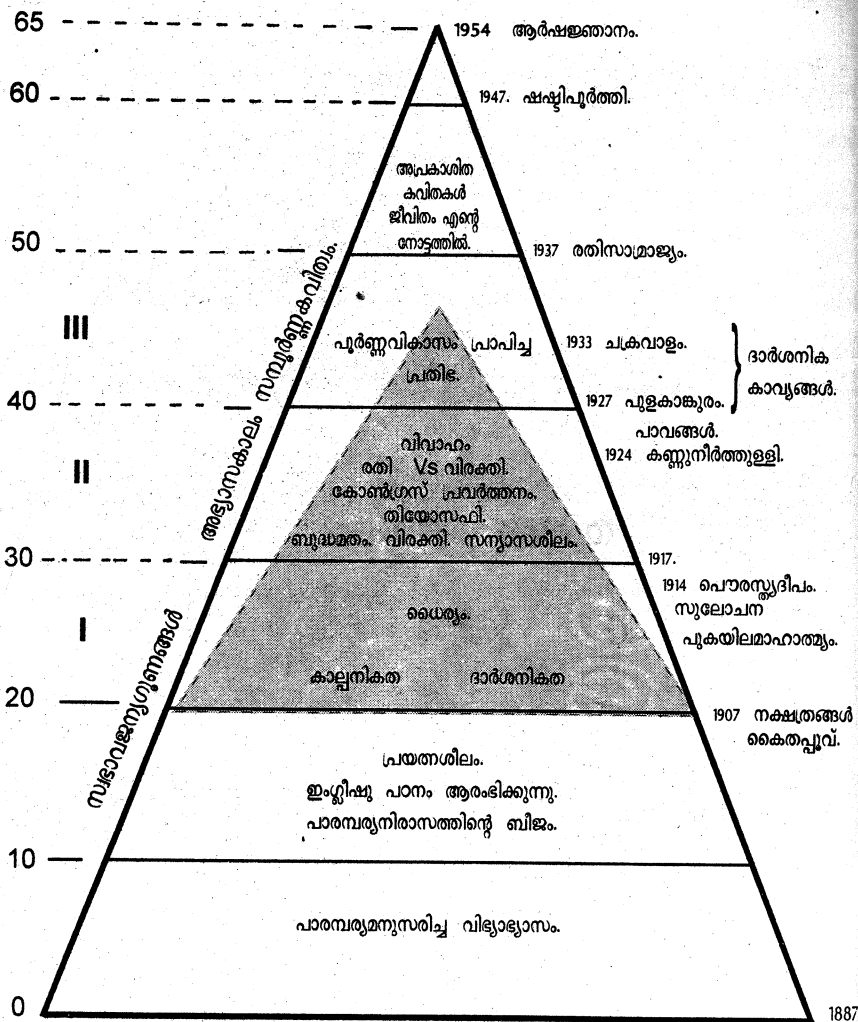 65
1954 ആർഷജ്ഞാനം.
60
1947. ഷഷ്ടിപൂർത്തി.
അപ്രകാശിത
കവിതകൾ
ജീവിതം എന്റെ
നോട്ടത്തിൽ.
50
1937 രതിസാമ്രാജ്യം.
സമ്പൂർണ്ണകവിത്വം.
III
പൂർണ്ണവികാസം പ്രാപിച്ച
പ്രതിഭ.
1933 ചക്രവാളം.
ദാർശനിക
കാവ്യങ്ങൾ.
40
1927 പുളകാങ്കുരം.
പാവങ്ങൾ.
1924 കണ്ണുനീർത്തുള്ളി.
അഭ്യാസകാലം
II
വിവാഹം
രതി Vs വിരക്തി.
കോൺഗ്രസ് പ്രവർത്തനം.
തിയോസഫി.
ബുദ്ധമതം. വിരക്തി. സന്യാസശീലം.
30
1917.
1914 പൌരസ്ത്യദീപം.
സുലോചന
പുകയിലമാഹാത്മ്യം.
I
ധൈര്യം.
കാല്പനികത ദാർശനികത
20
1907 നക്ഷത്രങ്ങൾ
കൈതപ്പൂവ്.
സ്വഭാവജന്യഗുണങ്ങൾ
പ്രയത്നശീലം.
ഇംഗ്ലീഷു പഠനം ആരംഭിക്കുന്നു.
പാരമ്പര്യനിരാസത്തിന്റെ ബീജം.
10
പാരമ്പര്യമനുസരിച്ച വിഭ്യാഭ്യാസം.
0
1887